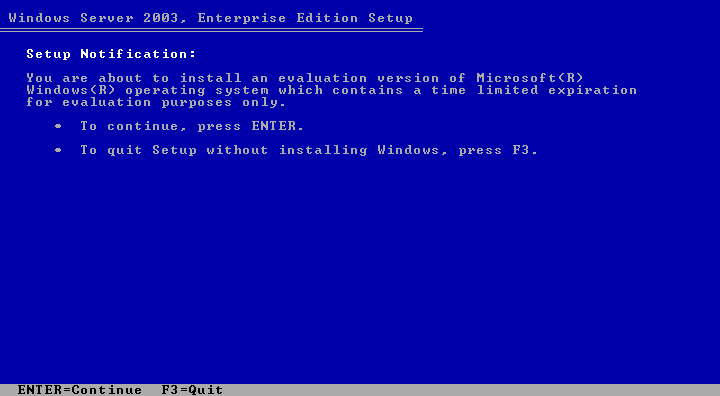 Windows Server 2003, Enterprise Edition Setup
Setup Notification:
You are about to install an evaluation version of Microsoft(R)
Windows(R) operating system which contains a time limited expiration
for evaluation purposes only.
• To continue, press ENTER.
• To quit Setup without installing Windows, press F3.
ENTER=Continue F3=Quit